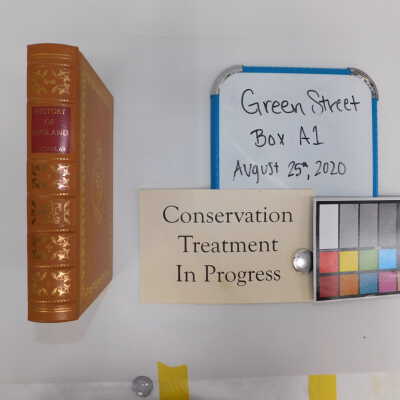 HISTORY
OF
ENGLAND
Green Street
Box A1
August 25th, 2020
Conservation
Treatment
In Progress